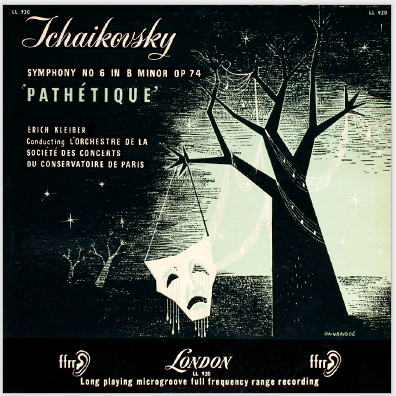 LL 920
LL 920
Tchaikovsky
SYMPHONY NO 6 IN B MINOR OP 74
'PATHÉTIQUE'
ERICH KLEIBER
Conducting L'ORCHESTRE DE LA
SOCIÉTÉ DES CONCERTS
DU CONSERVATOIRE DE PARIS
BAINBRIDGE
ffrr
LONDON
ffrr
LL 920
Long playing microgroove full frequency range recording